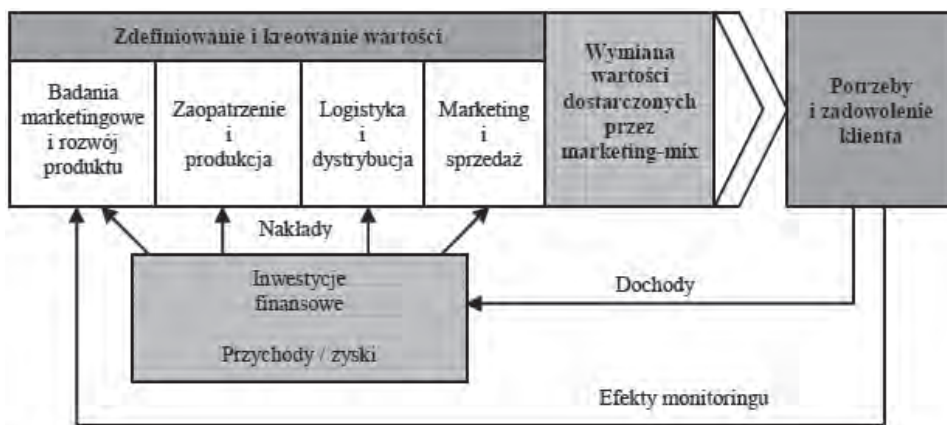 Zdefiniowanie i kreowanie wartości
Badania
marketingowe
i rozwój
produktu
Zaopatrzenie
i
produkcja
Logistyka
i
dystrybucja
Marketing
i
sprzedaż
Wymiana
wartości
dostarczonych
przez
marketing-mix
Potrzeby
i zadowolenie
klienta
Nakłady
Inwestycje
finansowe
Przychody / zyski
Dochody
Efekty monitoringu